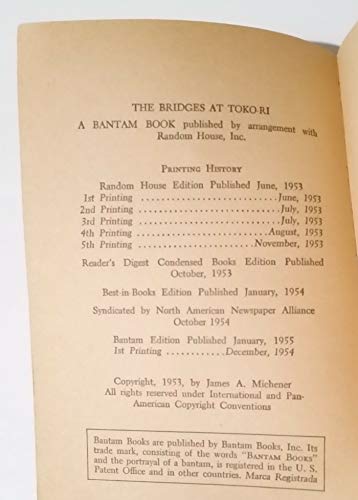 THE BRIDGES AT TOKO-RI
A BANTAM BOOK published by arrangement with
Random House, Inc.
PRINTING HISTORY
Random House Edition Published June, 1953
1st Printing ........................June, 1953
2nd Printing ........................July, 1953
3rd Printing ........................July, 1953
4th Printing .....................August, 1953
5th Printing ..................November, 1953
Reader's Digest Condensed Books Edition Published
October, 1953
Best-in-Books Edition Published January, 1954
Syndicated by North American Newspaper Alliance
October 1954
Bantam Edition Published January, 1955
1st Printing ............December, 1954
Copyright, 1953, by James A. Michener
All rights reserved under International and Pan-
American Copyright Conventions
Bantam Books are published by Bantam Books, Inc. Its
trade mark, consisting of the words "BANTAM BOOKS"
and the portrayal of a bantam, is registered in the U. S.
Patent Office and in other countries. Marca Registrada